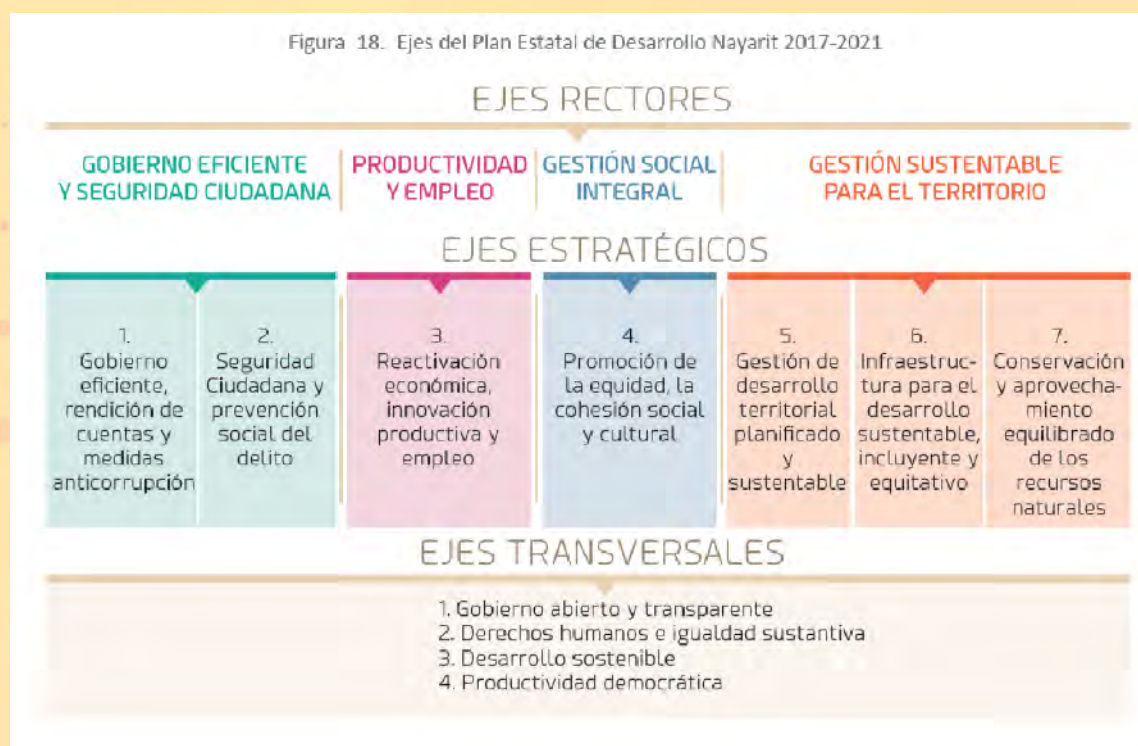 Figura 18. Ejes del Plan Estatal de Desarrollo Nayarit 2017-2021
EJES RECTORES
GOBIERNO EFICIENTE
Y SEGURIDAD CIUDADANA
PRODUCTIVIDAD
Y EMPLEO
GESTIÓN SOCIAL
INTEGRAL
GESTIÓN SUSTENTABLE
PARA EL TERRITORIO
EJES ESTRATÉGICOS
1.
Gobierno
eficiente,
rendición de
cuentas y
medidas
anticorrupción
2.
Seguridad
Ciudadana y
prevención
social del
delito
3.
Reactivación
económica,
innovación
productiva y
empleo
4.
Promoción de
la equidad, la
cohesión social
y cultural
5.
Gestión de
desarrollo
territorial
planificado
y
sustentable
6.
Infraestruc-
tura para el
desarrollo
sustentable,
incluyente y
equitativo
7.
Conservación
y aprovecha-
miento
equilibrado
de los
recursos
naturales
EJES TRANSVERSALES
1. Gobierno abierto y transparente
2. Derechos humanos e igualdad sustantiva
3. Desarrollo sostenible
4. Productividad democrática